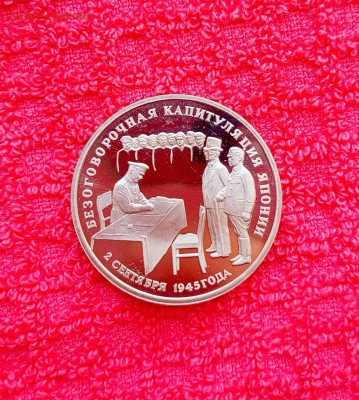 БЕЗОГОВОРОЧНАЯ КАПИТУЛЯЦИЯ ЯПОНИИ
2 СЕНТЯБРЯ 1945 ГОДА